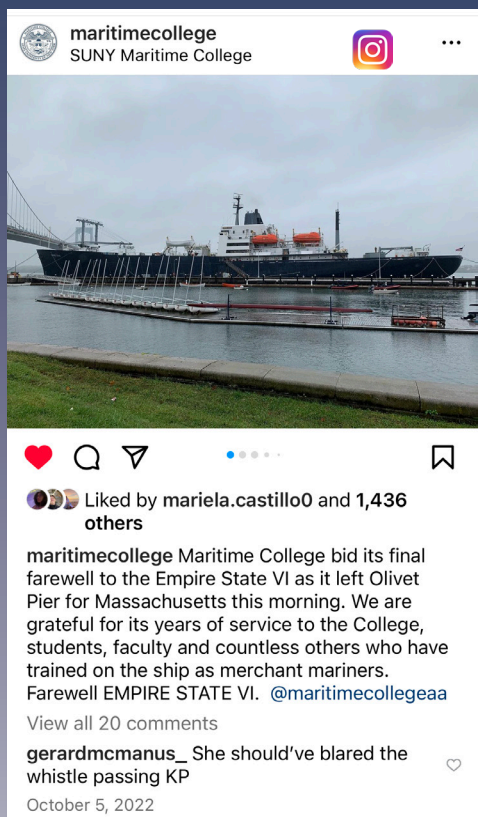 maritimecollege
SUNY Maritime College
Liked by mariela.castillo0 and 1,436
others
maritimecollege Maritime College bid its final
farewell to the Empire State VI as it left Olivet
Pier for Massachusetts this morning. We are
grateful for its years of service to the College,
students, faculty and countless others who have
trained on the ship as merchant mariners.
Farewell EMPIRE STATE VI. @maritimecollegeaa
View all 20 comments
gerardmcmanus_ She should've blared the
whistle passing KP
October 5, 2022